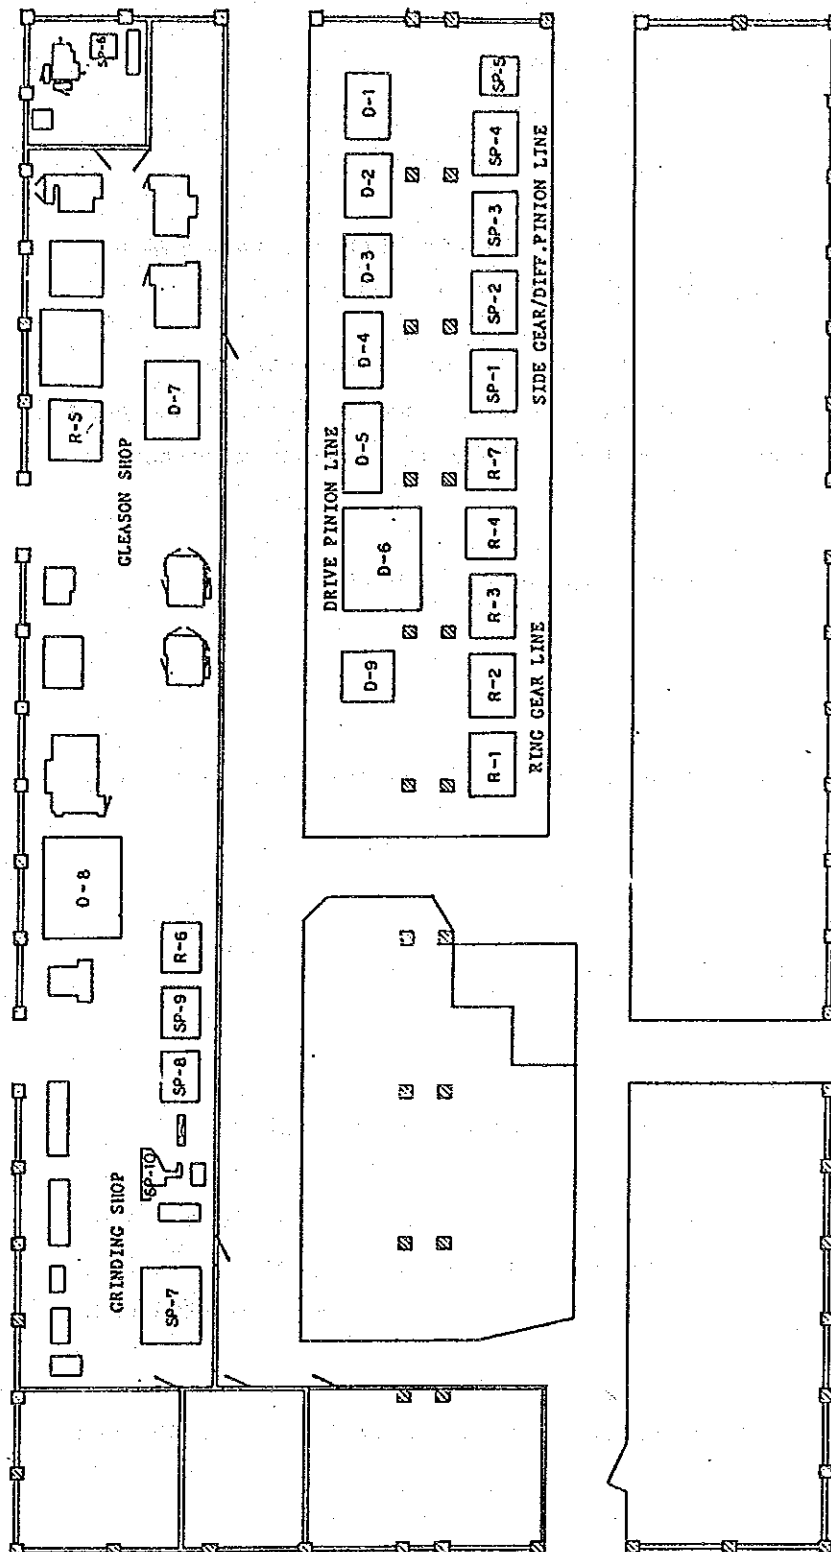 SP-6
R-5
D-7
GLEASON SHOP
D-8
R-6
SP-9
SP-8
SP-10
GRINDING SHOP
SP-7
DRIVE PINION LINE
D-1
D-2
D-3
D-4
D-5
D-6
D-9
SIDE GEAR/DIFF.PINION LINE
SP-5
SP-4
SP-3
SP-2
SP-1
RING GEAR LINE
R-7
R-4
R-3
R-2
R-1